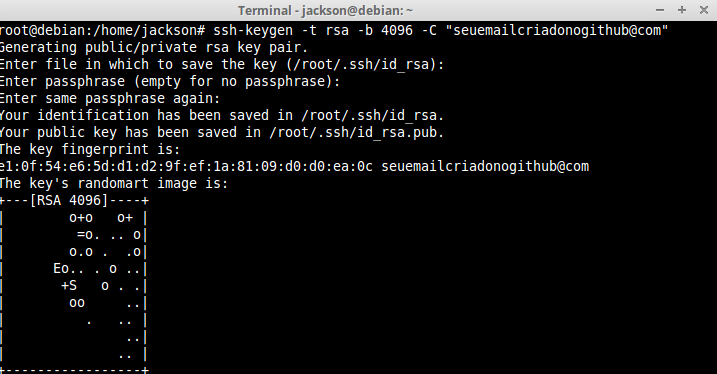 Terminal - jackson@debian: ~
root@debian:/home/jackson# ssh-keygen -t rsa -b 4096 -C "seuemailcriadonogithub@com"
Generating public/private rsa key pair.
Enter file in which to save the key (/root/.ssh/id_rsa):
Enter passphrase (empty for no passphrase):
Enter same passphrase again:
Your identification has been saved in /root/.ssh/id_rsa.
Your public key has been saved in /root/.ssh/id_rsa.pub.
The key fingerprint is:
e1:0f:54:e6:5d:d1:d2:9f:ef:1a:81:09:d0:d0:ea:0c seuemailcriadonogithub@com
The key's randomart image is:
+---[RSA 4096]----+
|        o+o   o+ |
|         =o. .. o|
|        o.o .  .o|
|      Eo.. . o ..|
|       +S   o . .|
|        oo     ..|
|          .   .. |
|               ..|
|              .. |
+-----------------+